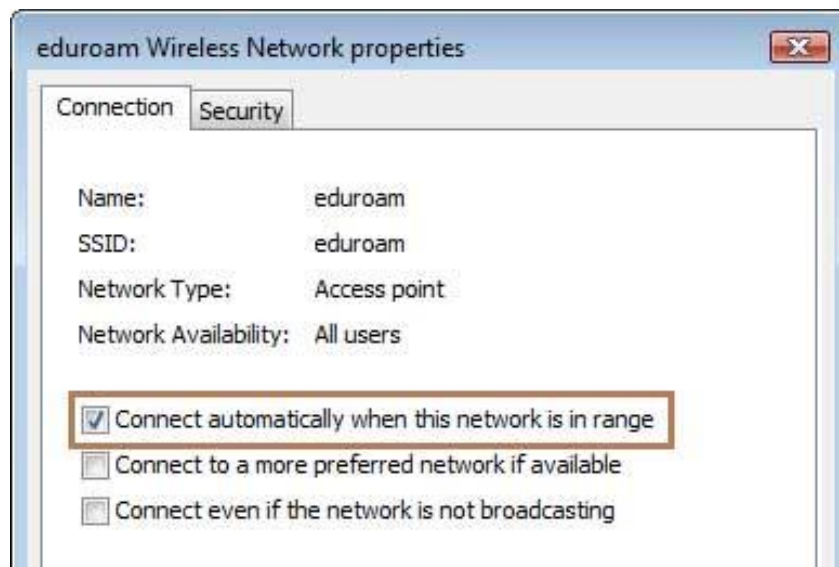 eduroam Wireless Network properties
Connection Security
Name: eduroam
SSID: eduroam
Network Type: Access point
Network Availability: All users
Connect automatically when this network is in range
Connect to a more preferred network if available
Connect even if the network is not broadcasting